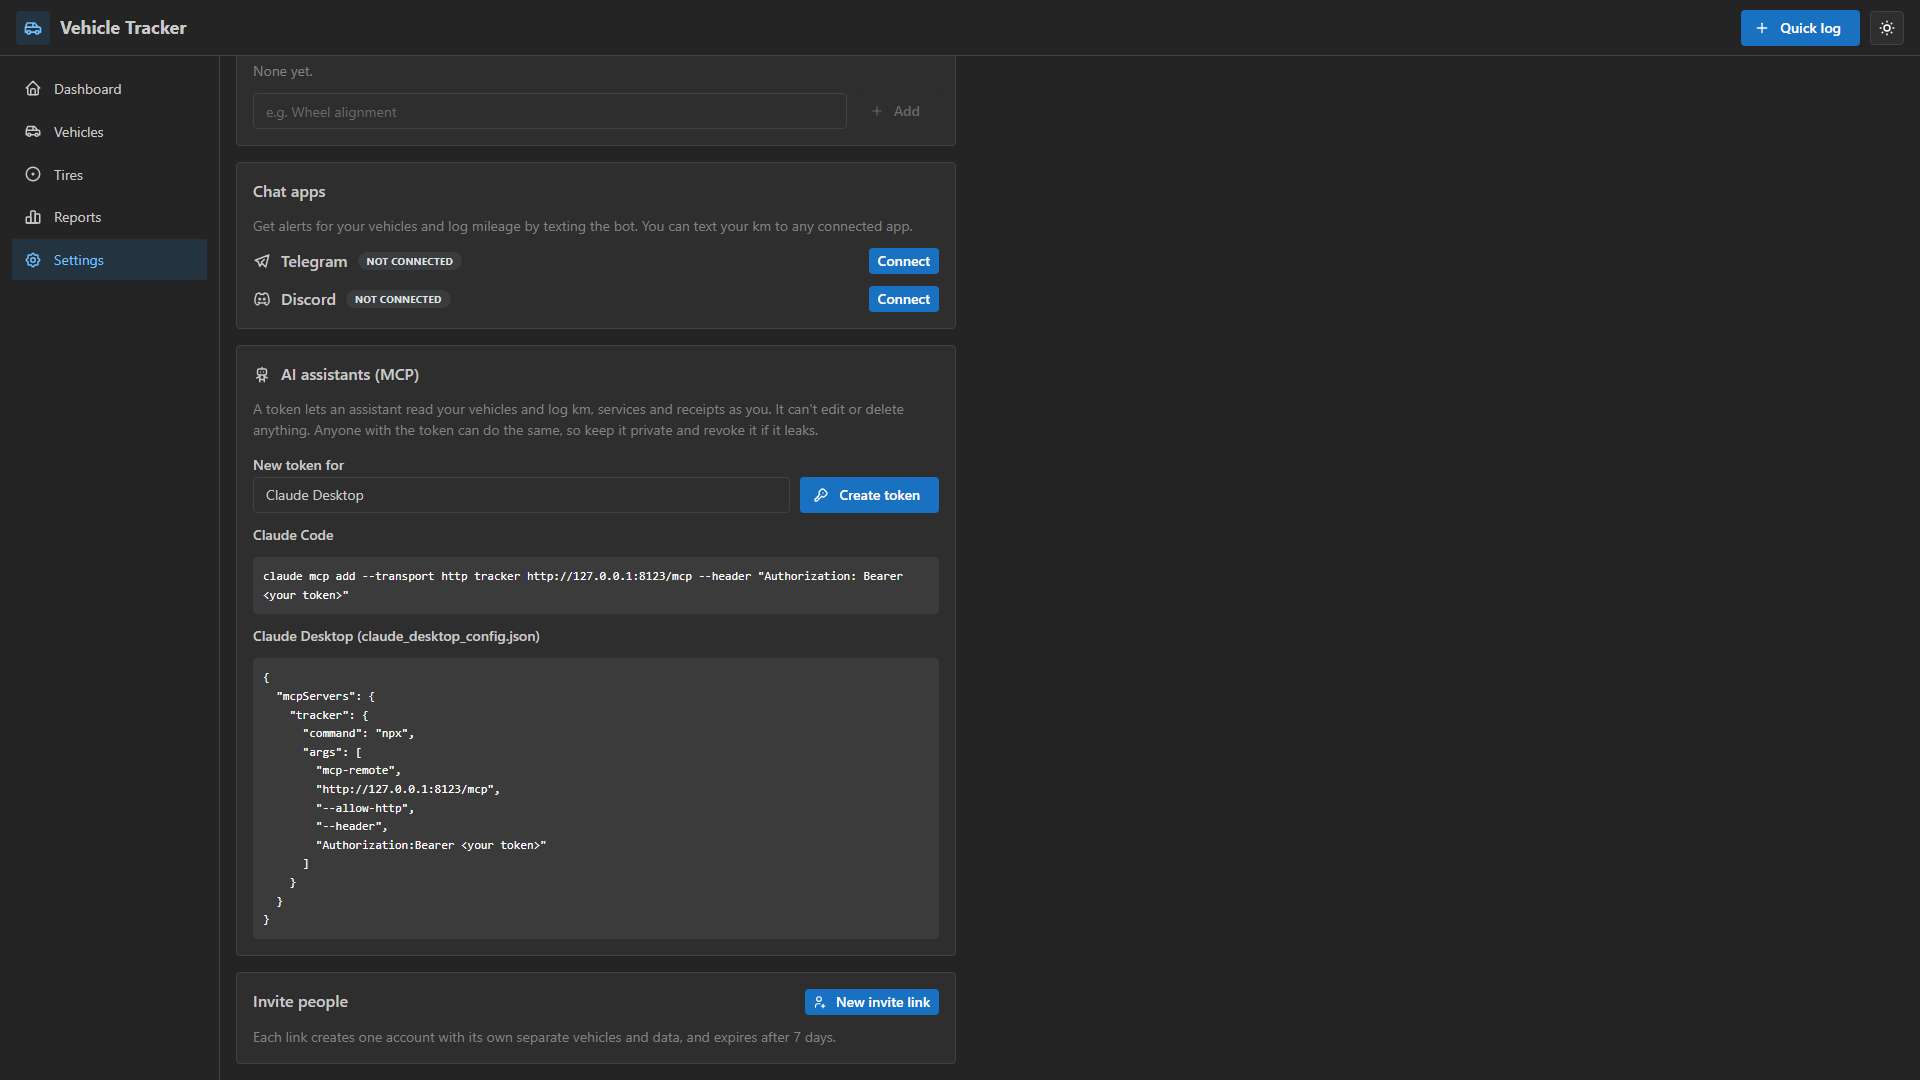 Vehicle Tracker
Quick log
Dashboard
Vehicles
Tires
Reports
Settings
None yet.
e.g. Wheel alignment
Add
Chat apps
Get alerts for your vehicles and log mileage by texting the bot. You can text your km to any connected app.
Telegram NOT CONNECTED Connect
Discord NOT CONNECTED Connect
AI assistants (MCP)
A token lets an assistant read your vehicles and log km, services and receipts as you. It can't edit or delete
anything. Anyone with the token can do the same, so keep it private and revoke it if it leaks.
New token for
Claude Desktop
Create token
Claude Code
claude mcp add --transport http tracker http://127.0.0.1:8123/mcp --header "Authorization: Bearer
<your token>"
Claude Desktop (claude_desktop_config.json)
{
  "mcpServers": {
    "tracker": {
      "command": "npx",
      "args": [
        "mcp-remote",
        "http://127.0.0.1:8123/mcp",
        "--allow-http",
        "--header",
        "Authorization:Bearer <your token>"
      ]
    }
  }
}
Invite people
New invite link
Each link creates one account with its own separate vehicles and data, and expires after 7 days.